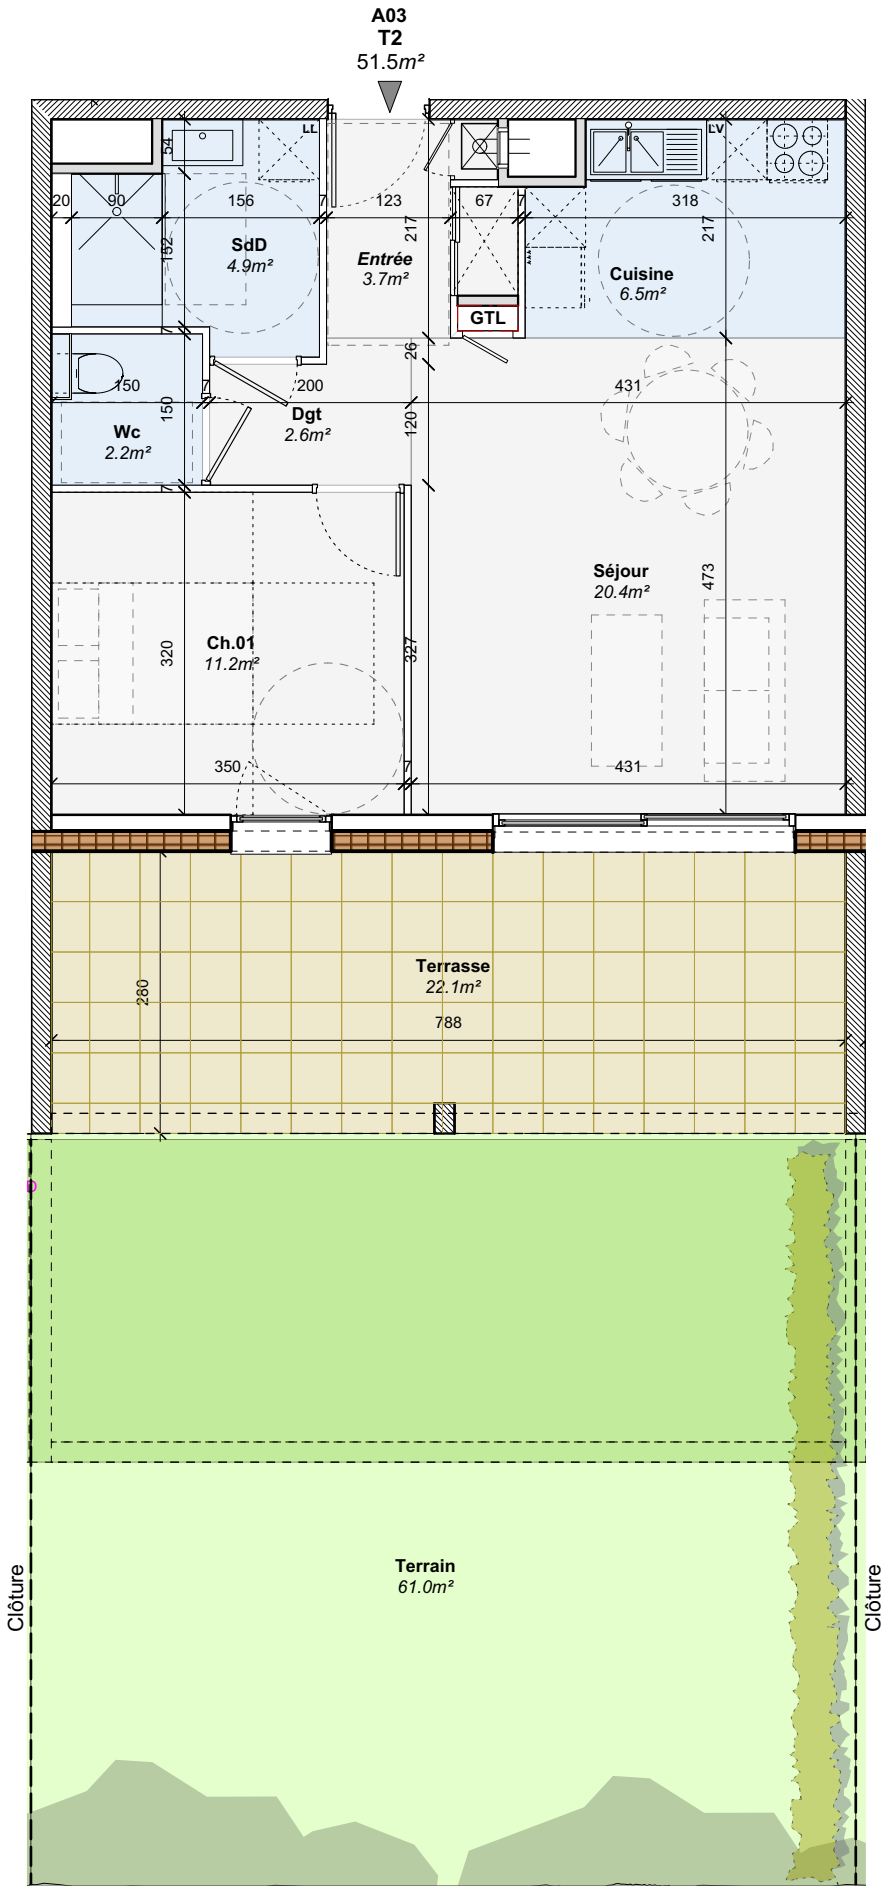 A03
T2
51.5m²
LL
LV
54
20
90
156
7
123
67
7
318
217
217
152
SdD
4.9m²
Entrée
3.7m²
Cuisine
6.5m²
GTL
7
26
150
7
200
431
150
120
Dgt
2.6m²
Wc
2.2m²
7
Séjour
20.4m²
473
Ch.01
11.2m²
320
327
350
7
431
Terrasse
22.1m²
280
788
Terrain
61.0m²
Clôture
Clôture